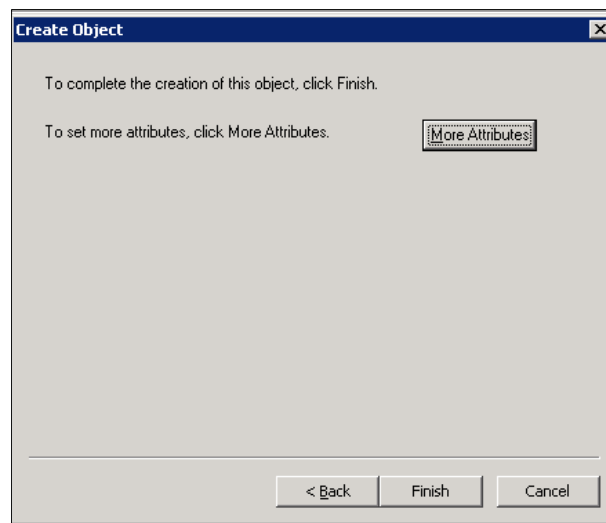 Create Object
To complete the creation of this object, click Finish.
To set more attributes, click More Attributes.
More Attributes
< Back
Finish
Cancel